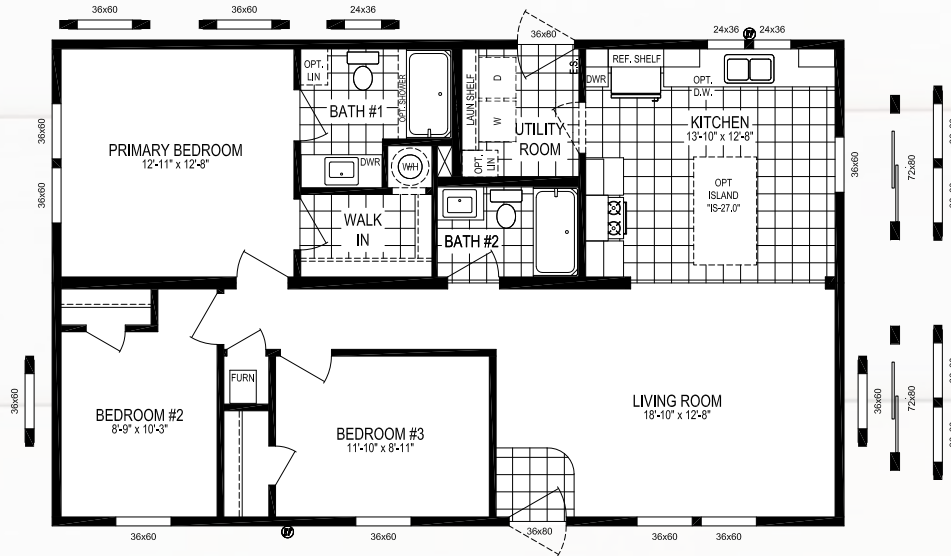 36x60
36x60
24x36
36x80
24x36
24x36
E.S.
OPT.
LIN
BATH #1
OPT. SHOWER
DWR
W/H
LAUN SHELF
D
W
OPT.
LIN
UTILITY
ROOM
DWR
REF. SHELF
OPT.
D.W.
KITCHEN
13'-10" x 12'-8"
OPT
ISLAND
"IS-27.0"
PRIMARY BEDROOM
12'-11" x 12'-8"
36x60
36x60
36x60
72x80
WALK
IN
BATH #2
FURN
BEDROOM #2
8'-9" x 10'-3"
BEDROOM #3
11'-10" x 8'-11"
LIVING ROOM
18'-10" x 12'-8"
36x60
36x60
72x80
36x60
36x60
36x80
36x60
36x60